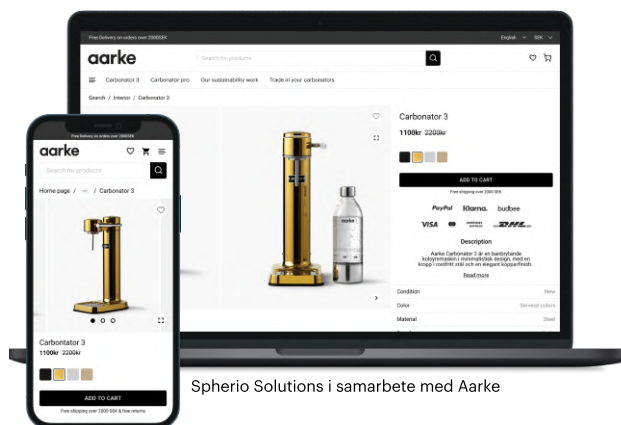 Free Delivery on orders over 2000SEK
English
SEK
aarke
Search for products
Carbonator 3
Carbonator pro
Our sustainability work
Trade in your carbonators
Search / Interior / Carbonator 3
Carbonator 3
1100kr 2200kr
ADD TO CART
Free shipping over 2000 SEK
PayPal Klarna. budbee
VISA
DHL
Description
Aarke Carbonator 3 är en banbrytande
kolsyremaskin i minimalistisk design, med en
kropp i rostfritt stål och en elegant kopparfinish.
Read more
Condition New
Color Serveral colors
Material Steel
aarke
Free Delivery on orders over 2000SEK
aarke
Search for products
Home page / ... / Carbonator 3
Carbontator 3
1100kr 2200kr
ADD TO CART
Free shipping over 2000 SEK & free returns
Spherio Solutions i samarbete med Aarke